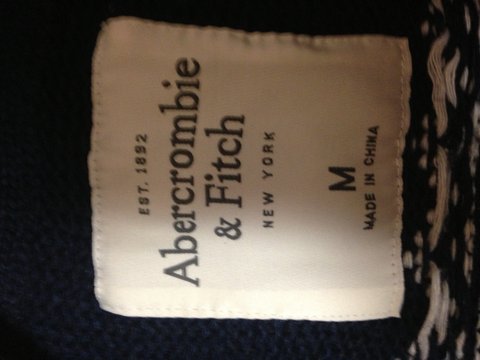 EST. 1892
Abercrombie
& Fitch
NEW YORK
M
MADE IN CHINA